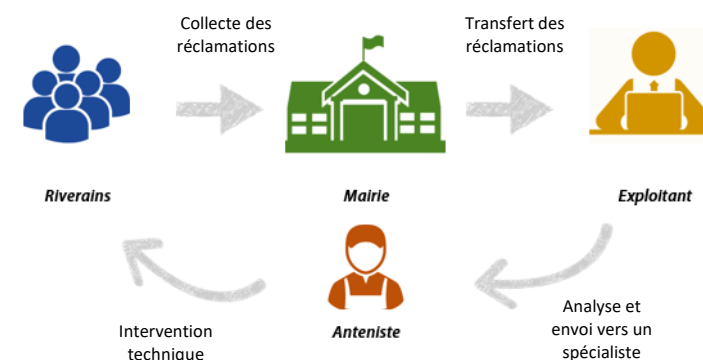 Collecte des
réclamations
Transfert des
réclamations
Riverains
Mairie
Exploitant
Intervention
technique
Anteniste
Analyse et
envoi vers un
spécialiste